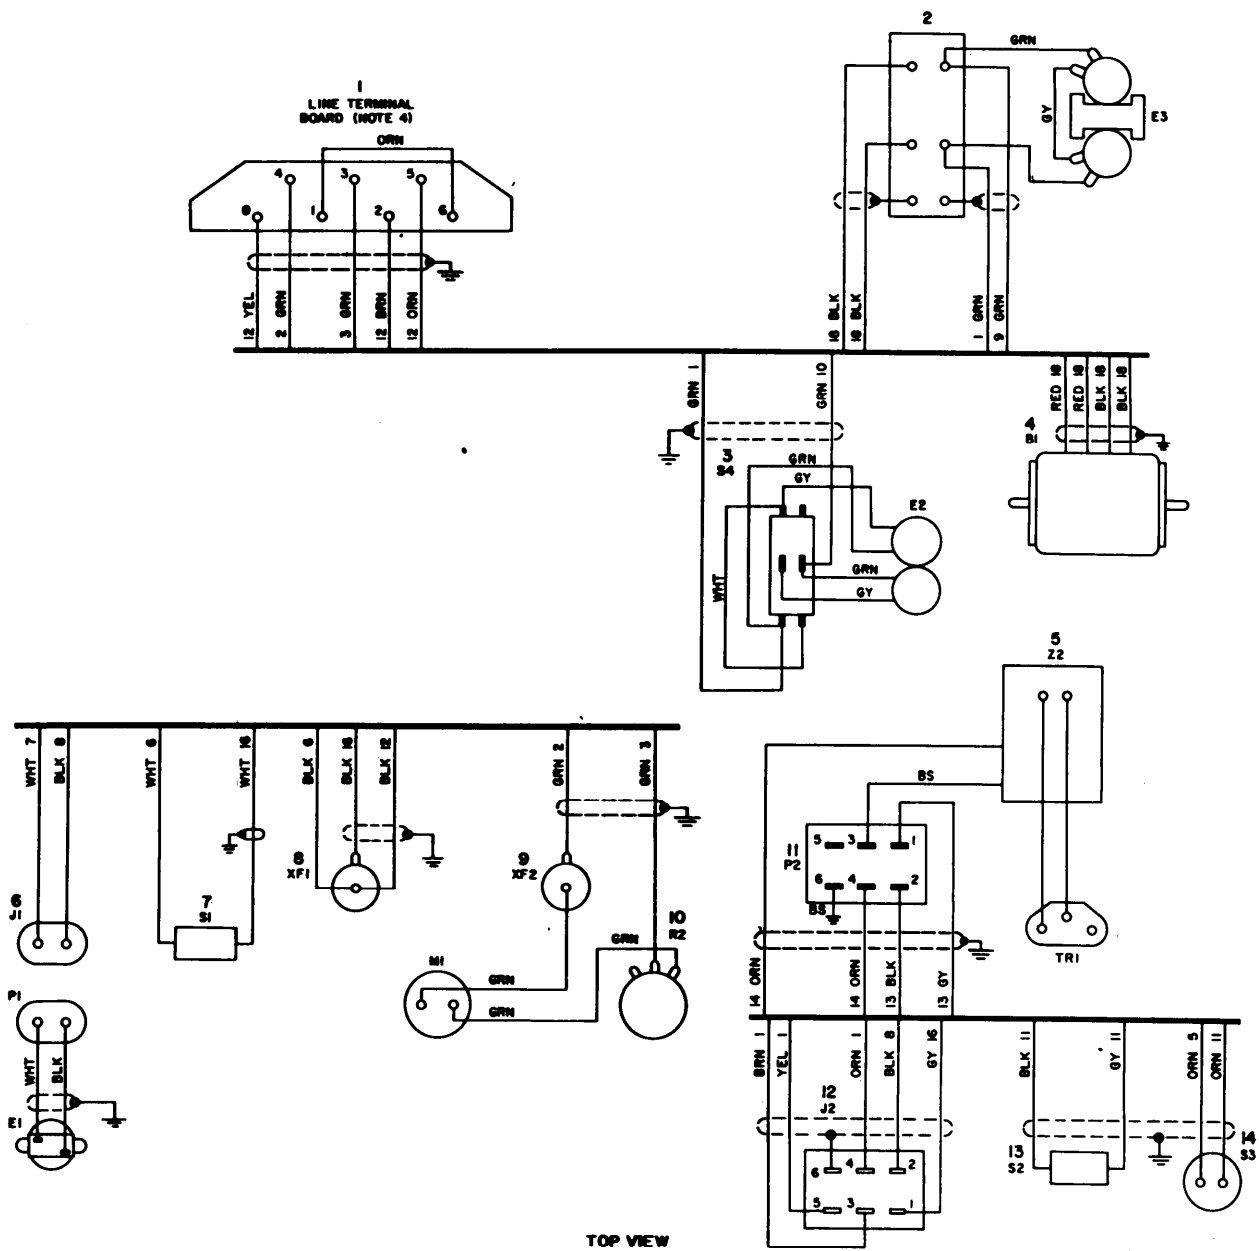 2
GRN
GY
E3
1
LINE TERMINAL
BOARD (NOTE 4)
ORN
4
3
5
1
2
6
12 YEL
2 GRN
3 GRN
12 BRN
12 ORN
18 BLK
18 BLK
1 GRN
9 GRN
GRN 1
GRN 10
RED 18
RED 18
BLK 18
BLK 18
4
B1
3
S4
GRN
GY
E2
WHT
GRN
GY
5
Z2
WHT 7
BLK 8
WHT 6
WHT 16
BLK 6
BLK 16
BLK 12
GRN 2
GRN 3
BS
11
P2
5
3
1
6
4
2
BS
8
XF1
9
XF2
6
J1
7
S1
10
R2
GRN
M1
GRN
GRN
TR1
14 ORN
14 ORN
13 BLK
13 GY
P1
WHT
BLK
E1
BRN 1
YEL 1
ORN 1
BLK 8
GY 16
BLK 11
GY 11
ORN 5
ORN 11
12
J2
6
4
2
5
3
1
13
S2
14
S3
TOP VIEW